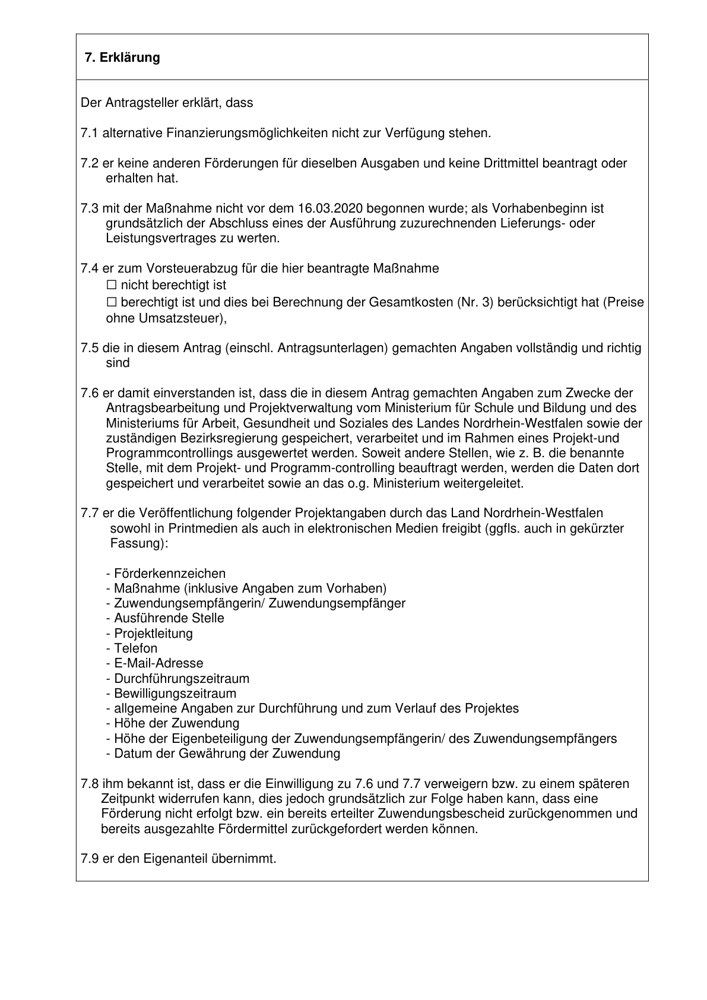 7. Erklärung
Der Antragsteller erklärt, dass
7.1 alternative Finanzierungsmöglichkeiten nicht zur Verfügung stehen.
7.2 er keine anderen Förderungen für dieselben Ausgaben und keine Drittmittel beantragt oder
erhalten hat.
7.3 mit der Maßnahme nicht vor dem 16.03.2020 begonnen wurde; als Vorhabenbeginn ist
grundsätzlich der Abschluss eines der Ausführung zuzurechnenden Lieferungs- oder
Leistungsvertrages zu werten.
7.4 er zum Vorsteuerabzug für die hier beantragte Maßnahme
☐ nicht berechtigt ist
☐ berechtigt ist und dies bei Berechnung der Gesamtkosten (Nr. 3) berücksichtigt hat (Preise
ohne Umsatzsteuer),
7.5 die in diesem Antrag (einschl. Antragsunterlagen) gemachten Angaben vollständig und richtig
sind
7.6 er damit einverstanden ist, dass die in diesem Antrag gemachten Angaben zum Zwecke der
Antragsbearbeitung und Projektverwaltung vom Ministerium für Schule und Bildung und des
Ministeriums für Arbeit, Gesundheit und Soziales des Landes Nordrhein-Westfalen sowie der
zuständigen Bezirksregierung gespeichert, verarbeitet und im Rahmen eines Projekt-und
Programmcontrollings ausgewertet werden. Soweit andere Stellen, wie z. B. die benannte
Stelle, mit dem Projekt- und Programm-controlling beauftragt werden, werden die Daten dort
gespeichert und verarbeitet sowie an das o.g. Ministerium weitergeleitet.
7.7 er die Veröffentlichung folgender Projektangaben durch das Land Nordrhein-Westfalen
sowohl in Printmedien als auch in elektronischen Medien freigibt (ggfls. auch in gekürzter
Fassung):
- Förderkennzeichen
- Maßnahme (inklusive Angaben zum Vorhaben)
- Zuwendungsempfängerin/ Zuwendungsempfänger
- Ausführende Stelle
- Projektleitung
- Telefon
- E-Mail-Adresse
- Durchführungszeitraum
- Bewilligungszeitraum
- allgemeine Angaben zur Durchführung und zum Verlauf des Projektes
- Höhe der Zuwendung
- Höhe der Eigenbeteiligung der Zuwendungsempfängerin/ des Zuwendungsempfängers
- Datum der Gewährung der Zuwendung
7.8 ihm bekannt ist, dass er die Einwilligung zu 7.6 und 7.7 verweigern bzw. zu einem späteren
Zeitpunkt widerrufen kann, dies jedoch grundsätzlich zur Folge haben kann, dass eine
Förderung nicht erfolgt bzw. ein bereits erteilter Zuwendungsbescheid zurückgenommen und
bereits ausgezahlte Fördermittel zurückgefordert werden können.
7.9 er den Eigenanteil übernimmt.